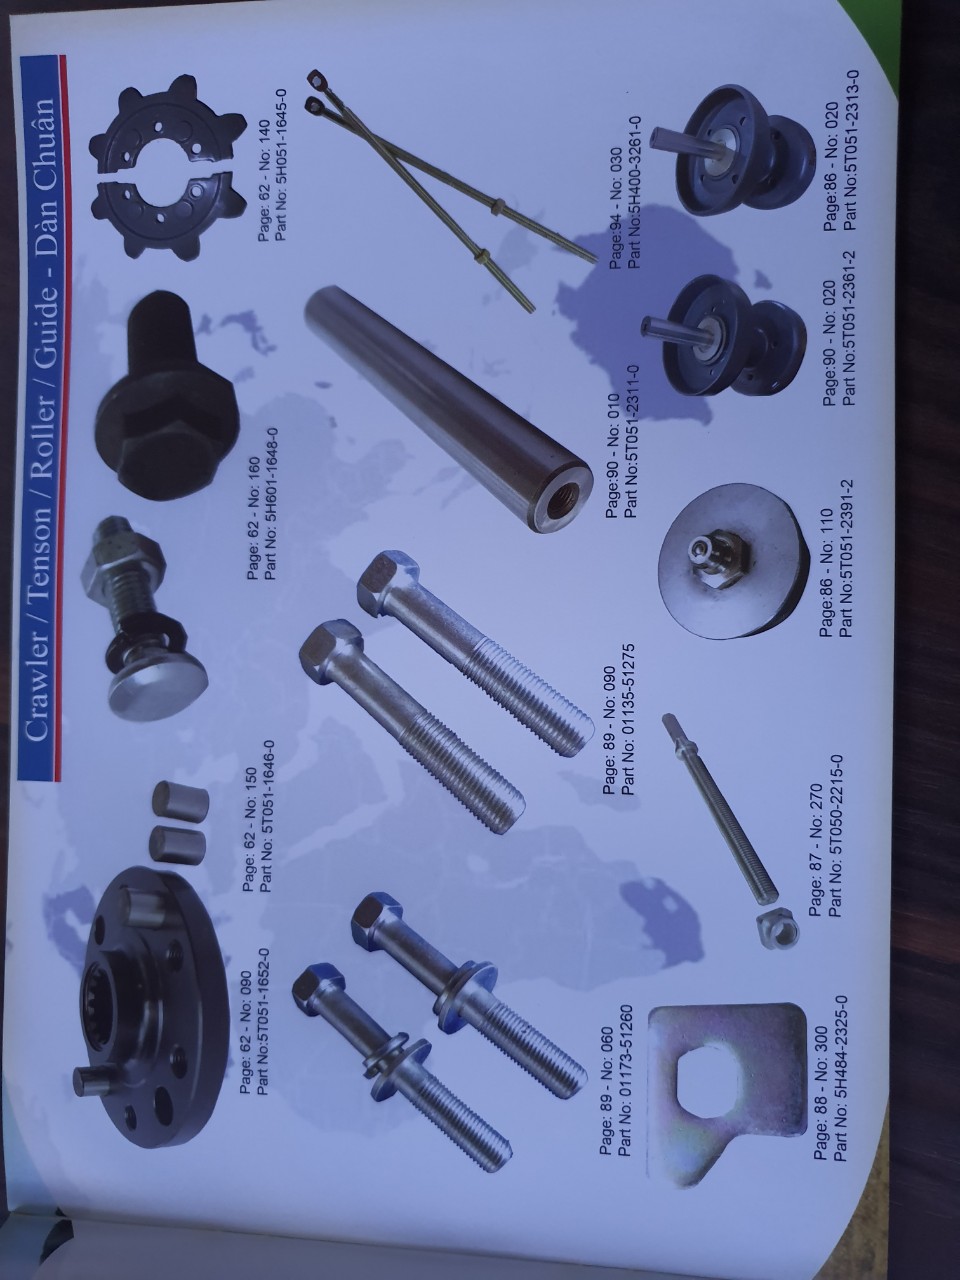 Crawler / Tenson / Roller / Guide - Dàn Chuân
Page: 62 - No: 090
Part No:5T051-1652-0
Page: 62 - No: 150
Part No: 5T051-1646-0
Page: 62 - No: 160
Part No: 5H601-1648-0
Page: 62 - No: 140
Part No: 5H051-1645-0
Page: 89 - No: 060
Part No: 01173-51260
Page: 89 - No: 090
Part No: 01135-51275
Page:90 - No: 010
Part No:5T051-2311-0
Page:94 - No: 030
Part No:5H400-3261-0
Page: 88 - No: 300
Part No: 5H484-2325-0
Page: 87 - No: 270
Part No: 5T050-2215-0
Page:86 - No: 110
Part No:5T051-2391-2
Page:90 - No: 020
Part No:5T051-2361-2
Page:86 - No: 020
Part No:5T051-2313-0